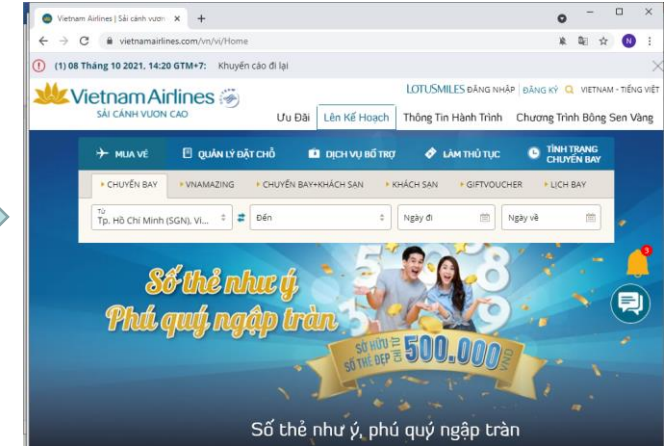 Vietnam Airlines | Sải cánh vươn
vietnamairlines.com/vn/vi/Home
N
(1) 08 Tháng 10 2021, 14:20 GTM+7: Khuyến cáo đi lại
Vietnam Airlines
SẢI CÁNH VƯƠN CAO
LOTUSMILES ĐĂNG NHẬP ĐĂNG KÝ VIETNAM - TIẾNG VIỆT
Ưu Đãi Lên Kế Hoạch Thông Tin Hành Trình Chương Trình Bông Sen Vàng
MUA VÉ QUẢN LÝ ĐẶT CHỖ DỊCH VỤ BỔ TRỢ LÀM THỦ TỤC TÌNH TRẠNG CHUYẾN BAY
CHUYẾN BAY VNAMAZING CHUYẾN BAY+KHÁCH SẠN KHÁCH SẠN GIFTVOUCHER LỊCH BAY
Từ
Tp. Hồ Chí Minh (SGN), Vi... Đến Ngày đi Ngày về
3
Số thẻ như ý
Phú quý ngập tràn
SỞ HỮU SỐ THẺ ĐẸP CHỈ TỪ 500.000 VND
Số thẻ như ý, phú quý ngập tràn